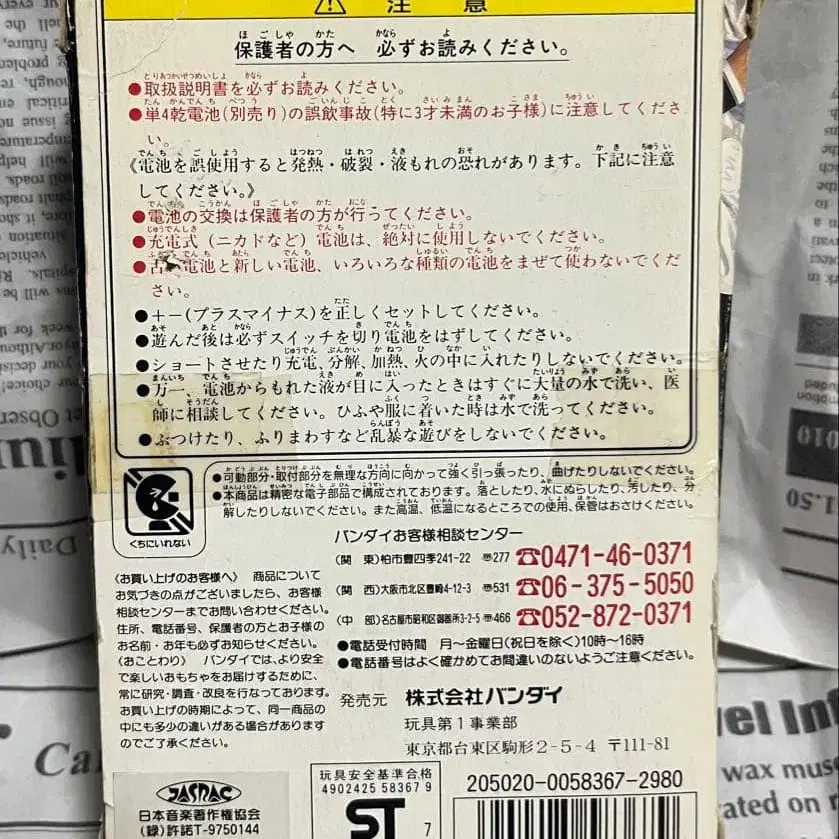 ⚠ 注意
保護者の方へ 必ずお読みください。
●取扱説明書を必ずお読みください。
●単4乾電池(別売り)の誤飲事故(特に3才未満のお子様)に注意してくださ
い。
《電池を誤使用すると発熱・破裂・液もれの恐れがあります。下記に注意
してください。》
●電池の交換は保護者の方が行うてください。
●充電式(ニカドなど)電池は、絶対に使用しないでください。
●古い電池と新しい電池、いろいろな種類の電池をまぜて使わないでくだ
さい。
●+−(プラスマイナス)を正しくセットしてください。
●遊んだ後は必ずスイッチを切り電池をはずしてください。
●ショートさせたり充電、分解、加熱、火の中に入れたりしないでください。
●万一、電池からもれた液が目に入ったときはすぐに大量の水で洗い、医
師に相談してください。ひふや服に着いた時は水で洗ってください。
●ぶつけたり、ふりまわすなど乱暴な遊びをしないでください。
●可動部分・取付部分を無理な方向に向かって強く引っ張ったり、曲げたりしないでください。
●本商品は精密な電子部品で構成されております。落としたり、水にぬらしたり、汚したり、分
解したりしないでください。また高温、低温になるところでの使用、保管はおさけください。
くちにいれない
バンダイお客様相談センター
(関 東)柏市豊四季241-22 〠277 ☎0471-46-0371
(関 西)大阪市北区豊崎4-12-3 〠531 ☎06-375-5050
(中 部)名古屋市昭和区御器所3-2-5 〠466 ☎052-872-0371
●電話受付時間 月〜金曜日(祝日を除く)10時〜16時
●電話番号はよく確かめてお間違いのないようご注意ください。
〈お買い上げのお客様へ〉 商品について
お気づきの点がございましたら、お客様
相談センターまでお問い合わせください。
住所、電話番号、保護者の方とお子様の
お名前・お年も必ずお知らせください。
(おことわり) バンダイでは、より安全
で楽しいおもちゃをお届けするために、
常に研究・調査・改良を行なっております。
お買い上げの時期によって、同一商品の
中にも多少の違いがある場合があります
のでご了承ください。
発売元 株式会社バンダイ
玩具第1事業部
東京都台東区駒形2-5-4 〒111-81
JASRAC
日本音楽著作権協会
(録)許諾T-9750144
玩具安全基準合格
4902425 58367 9
ST 7
205020-0058367-2980
Daily
Ca
vel In
wax mus
ated on
010
1.50